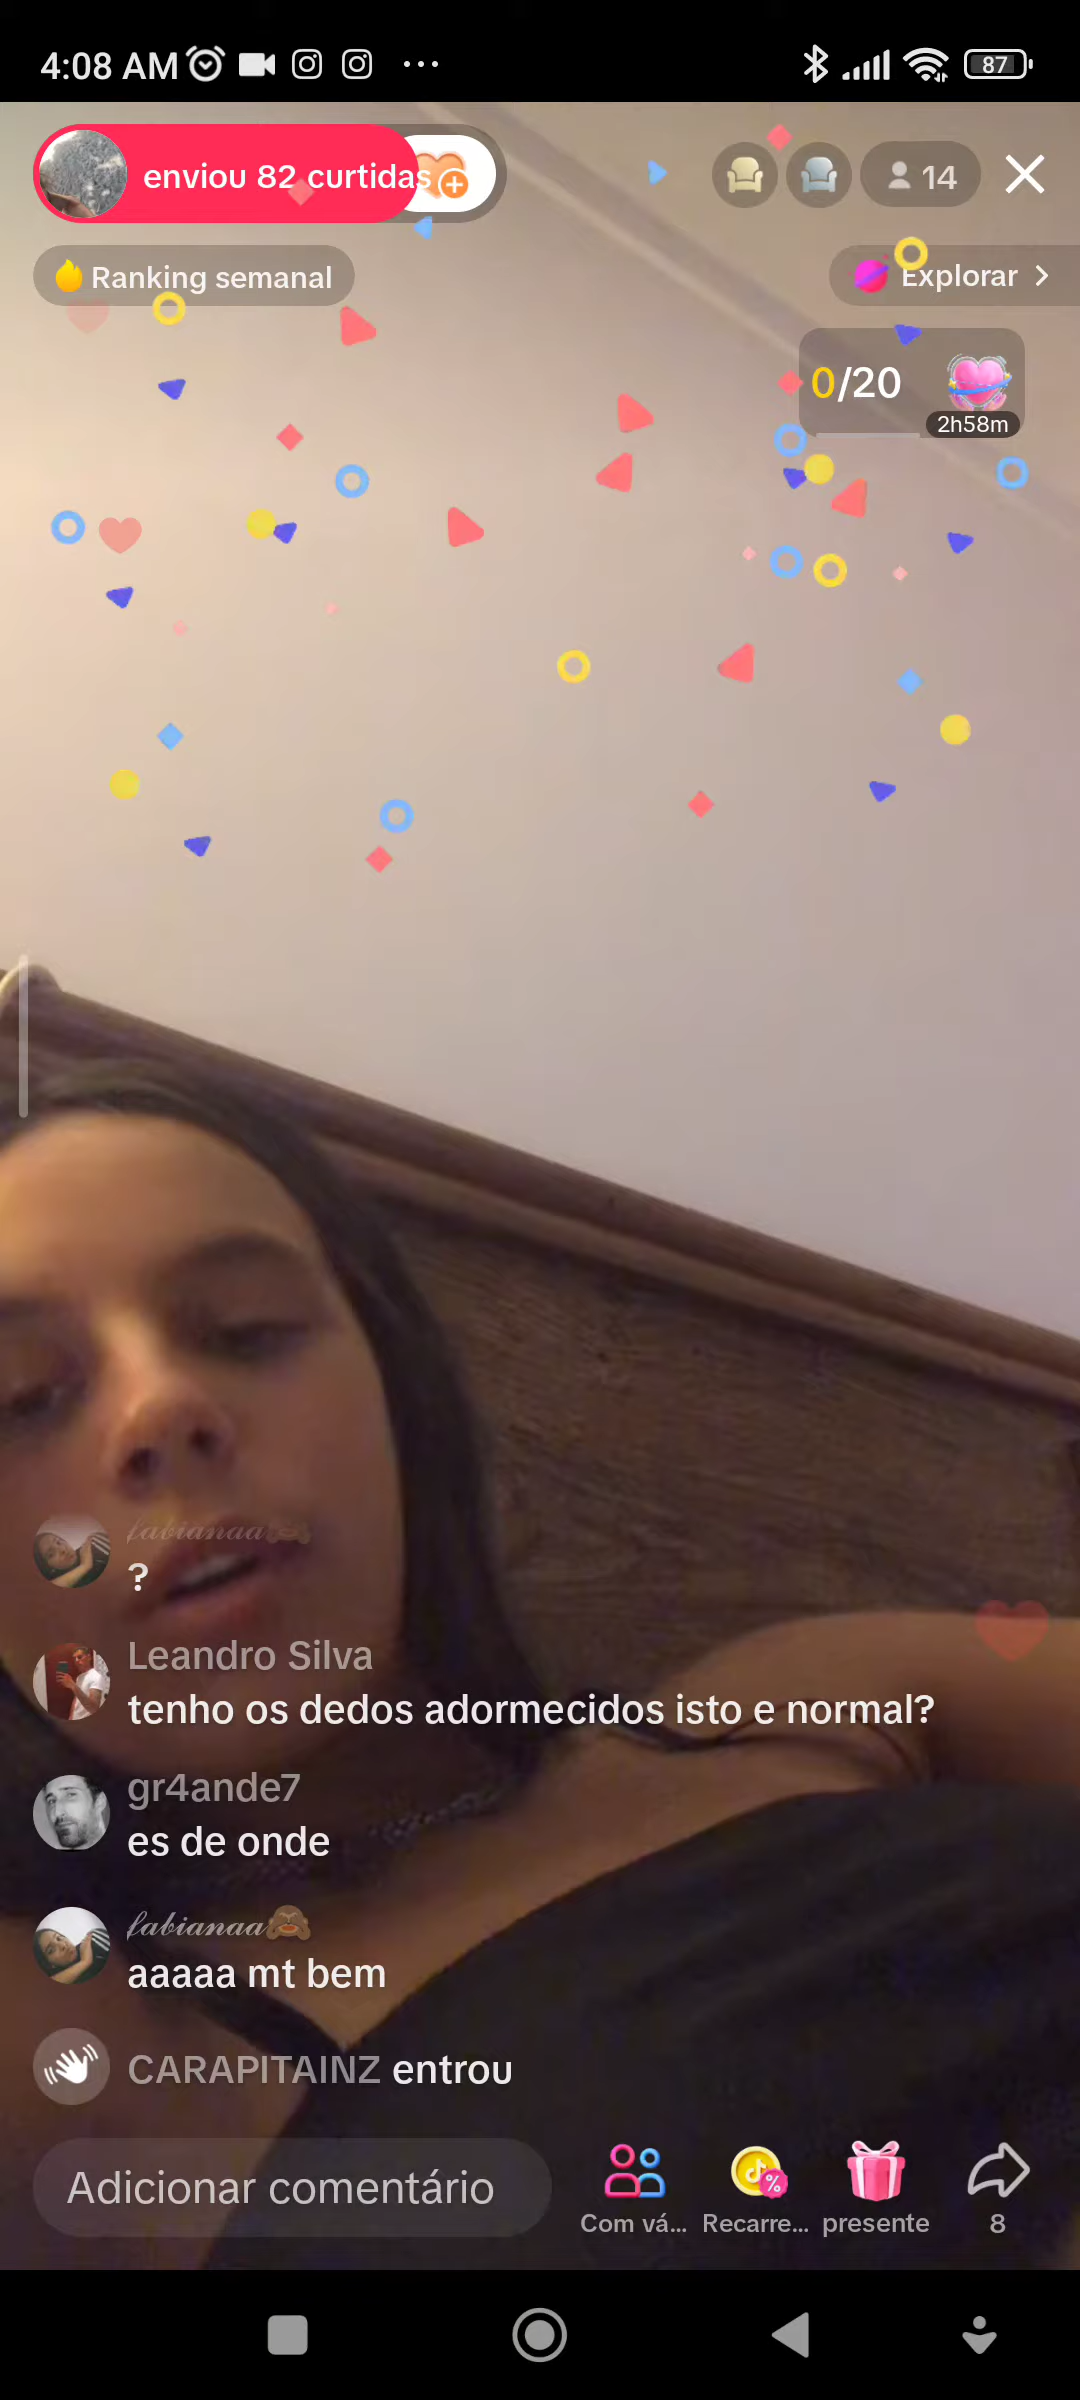 4:08 AM
87
enviou 82 curtidas
14
Ranking semanal
Explorar
0/20
2h58m
fabianaa🙈
?
Leandro Silva
tenho os dedos adormecidos isto e normal?
gr4ande7
es de onde
fabianaa🙈
aaaaa mt bem
CARAPITAINZ entrou
Adicionar comentário
Com vá...
Recarre...
presente
8